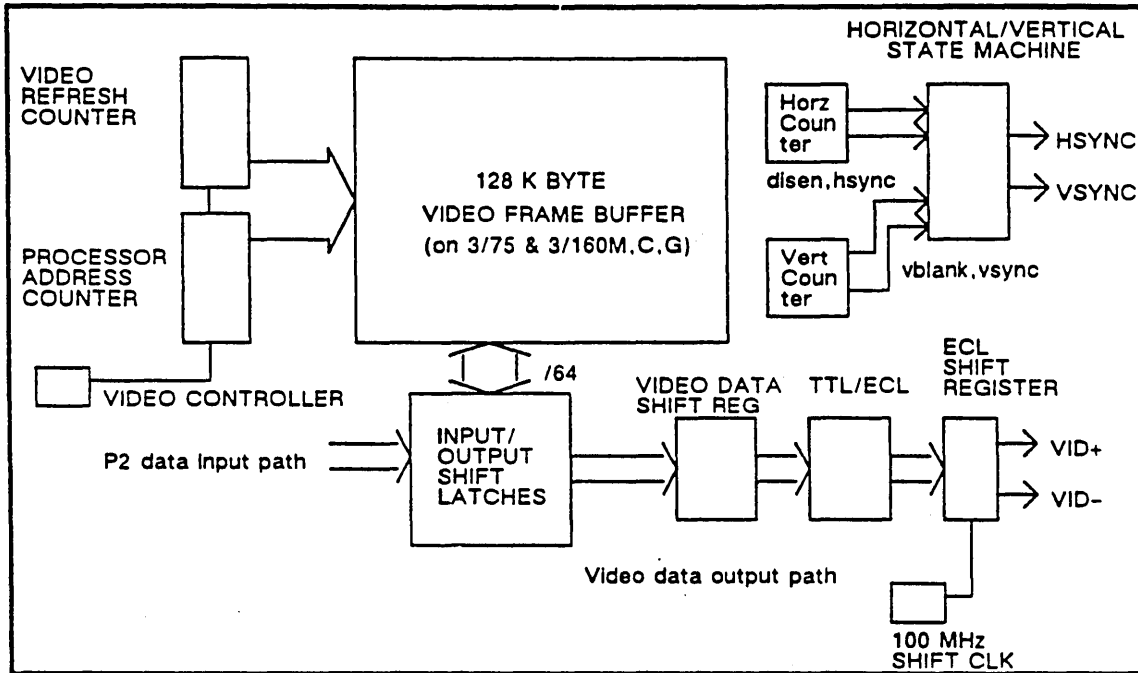 HORIZONTAL/VERTICAL
STATE MACHINE
VIDEO
REFRESH
COUNTER
128 K BYTE
VIDEO FRAME BUFFER
(on 3/75 & 3/160M,C,G)
Horz
Coun
ter
HSYNC
disen,hsync
VSYNC
PROCESSOR
ADDRESS
COUNTER
Vert
Coun
ter
vblank,vsync
VIDEO CONTROLLER
/64
VIDEO DATA
SHIFT REG
TTL/ECL
ECL
SHIFT
REGISTER
P2 data Input path
INPUT/
OUTPUT
SHIFT
LATCHES
VID+
VID-
Video data output path
100 MHz
SHIFT CLK